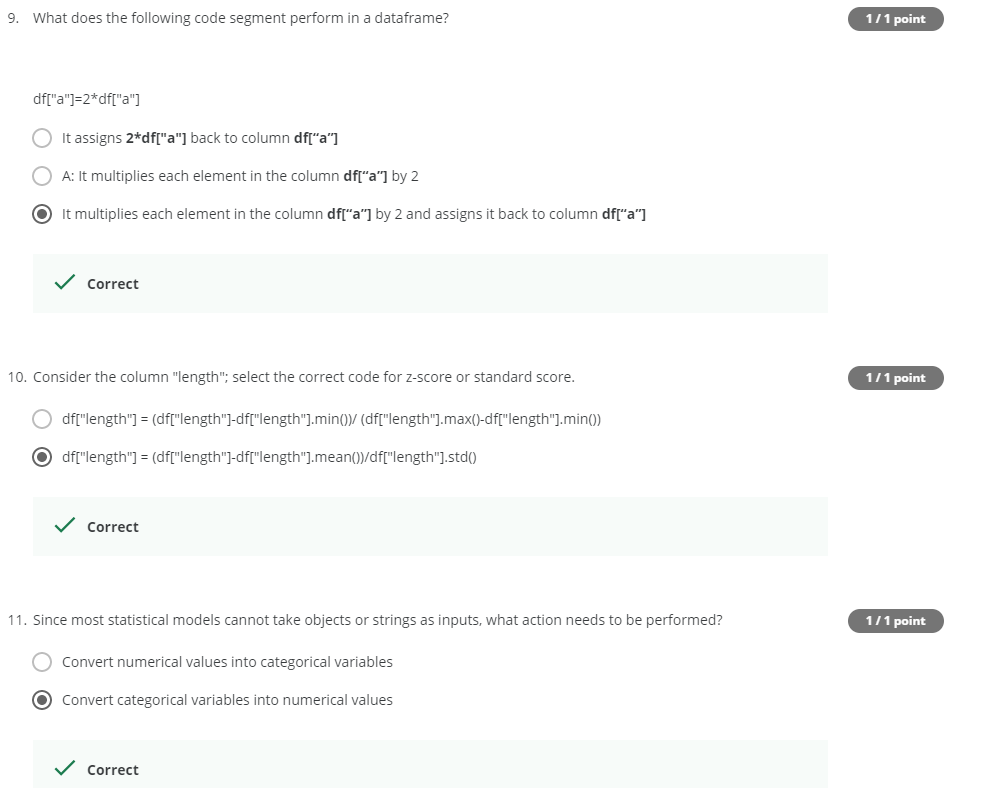 9. What does the following code segment perform in a dataframe?
1 / 1 point
df["a"]=2*df["a"]
It assigns 2*df["a"] back to column df[“a”]
A: It multiplies each element in the column df[“a”] by 2
It multiplies each element in the column df[“a”] by 2 and assigns it back to column df[“a”]
Correct
10. Consider the column "length"; select the correct code for z-score or standard score.
1 / 1 point
df["length"] = (df["length"]-df["length"].min())/ (df["length"].max()-df["length"].min())
df["length"] = (df["length"]-df["length"].mean())/df["length"].std()
Correct
11. Since most statistical models cannot take objects or strings as inputs, what action needs to be performed?
1 / 1 point
Convert numerical values into categorical variables
Convert categorical variables into numerical values
Correct